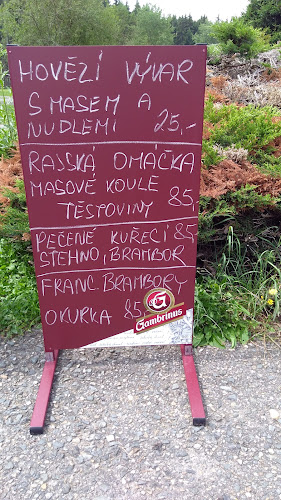 HOVĚZÍ VÝVAR
S MASEM A
NUDLEMI 25,-
RAJSKÁ OMÁČKA
MASOVÉ KOULE 85,
TĚSTOVINY
PEČENÉ KUŘECÍ 85,
STEHNO, BRAMBOR
FRANC. BRAMBORY
OKURKA 85,
Gambrinus